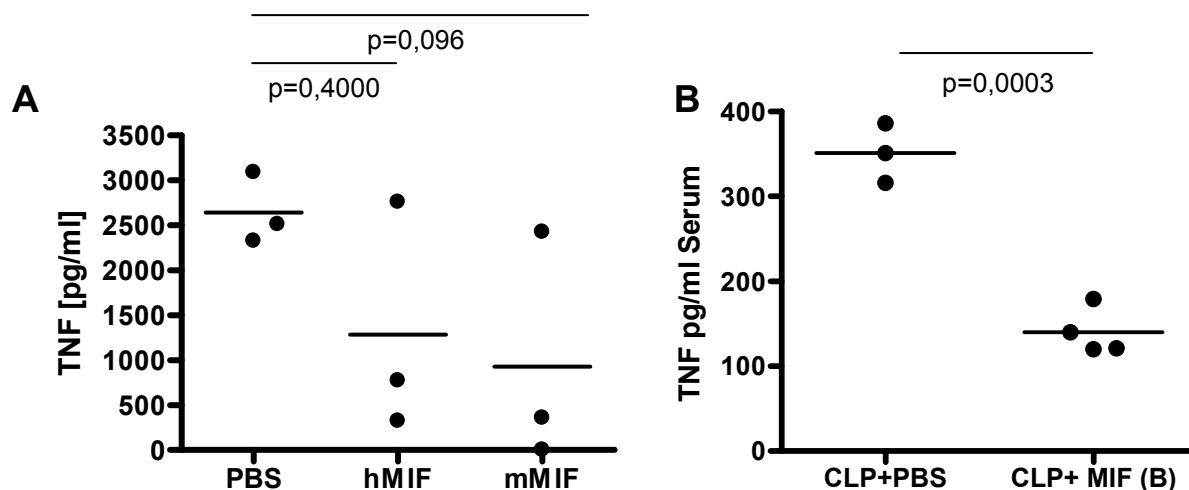 p=0,096
p=0,4000
A
TNF [pg/ml]
3500
3000
2500
2000
1500
1000
500
0
PBS hMIF mMIF
p=0,0003
B
TNF pg/ml Serum
400
300
200
100
0
CLP+PBS CLP+ MIF (B)